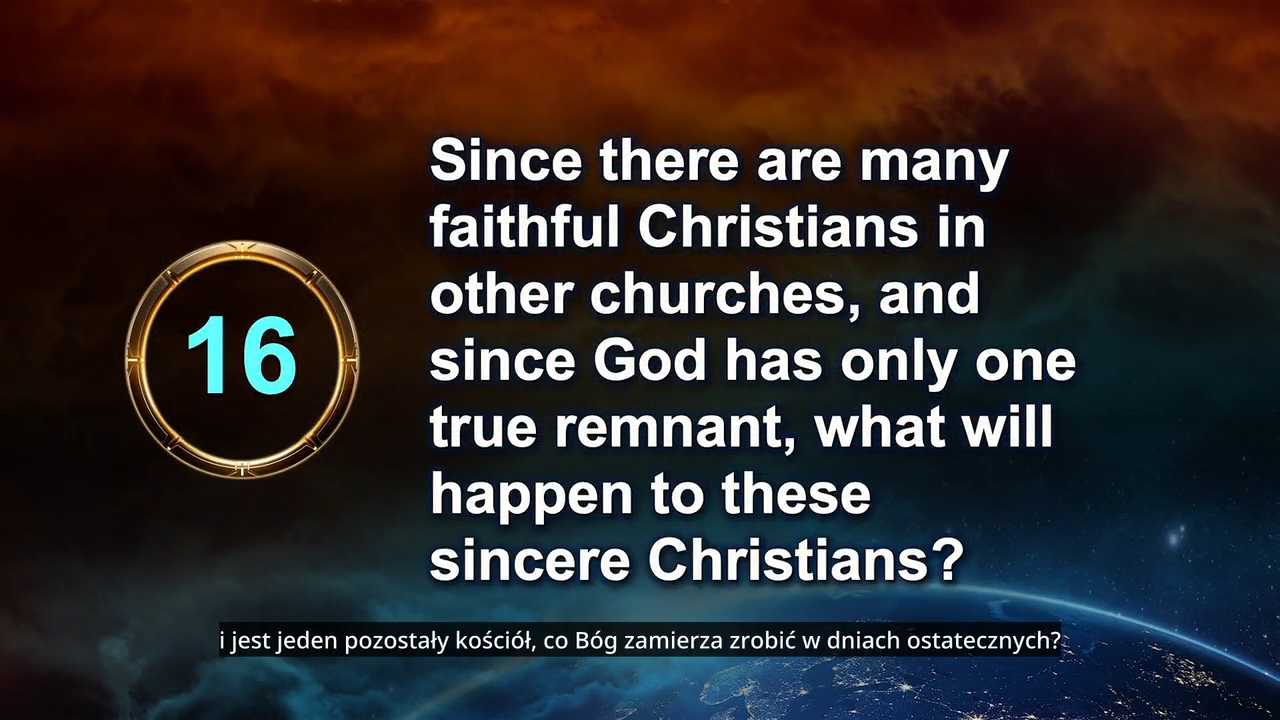 16
Since there are many
faithful Christians in
other churches, and
since God has only one
true remnant, what will
happen to these
sincere Christians?
i jest jeden pozostały kościół, co Bóg zamierza zrobić w dniach ostatecznych?